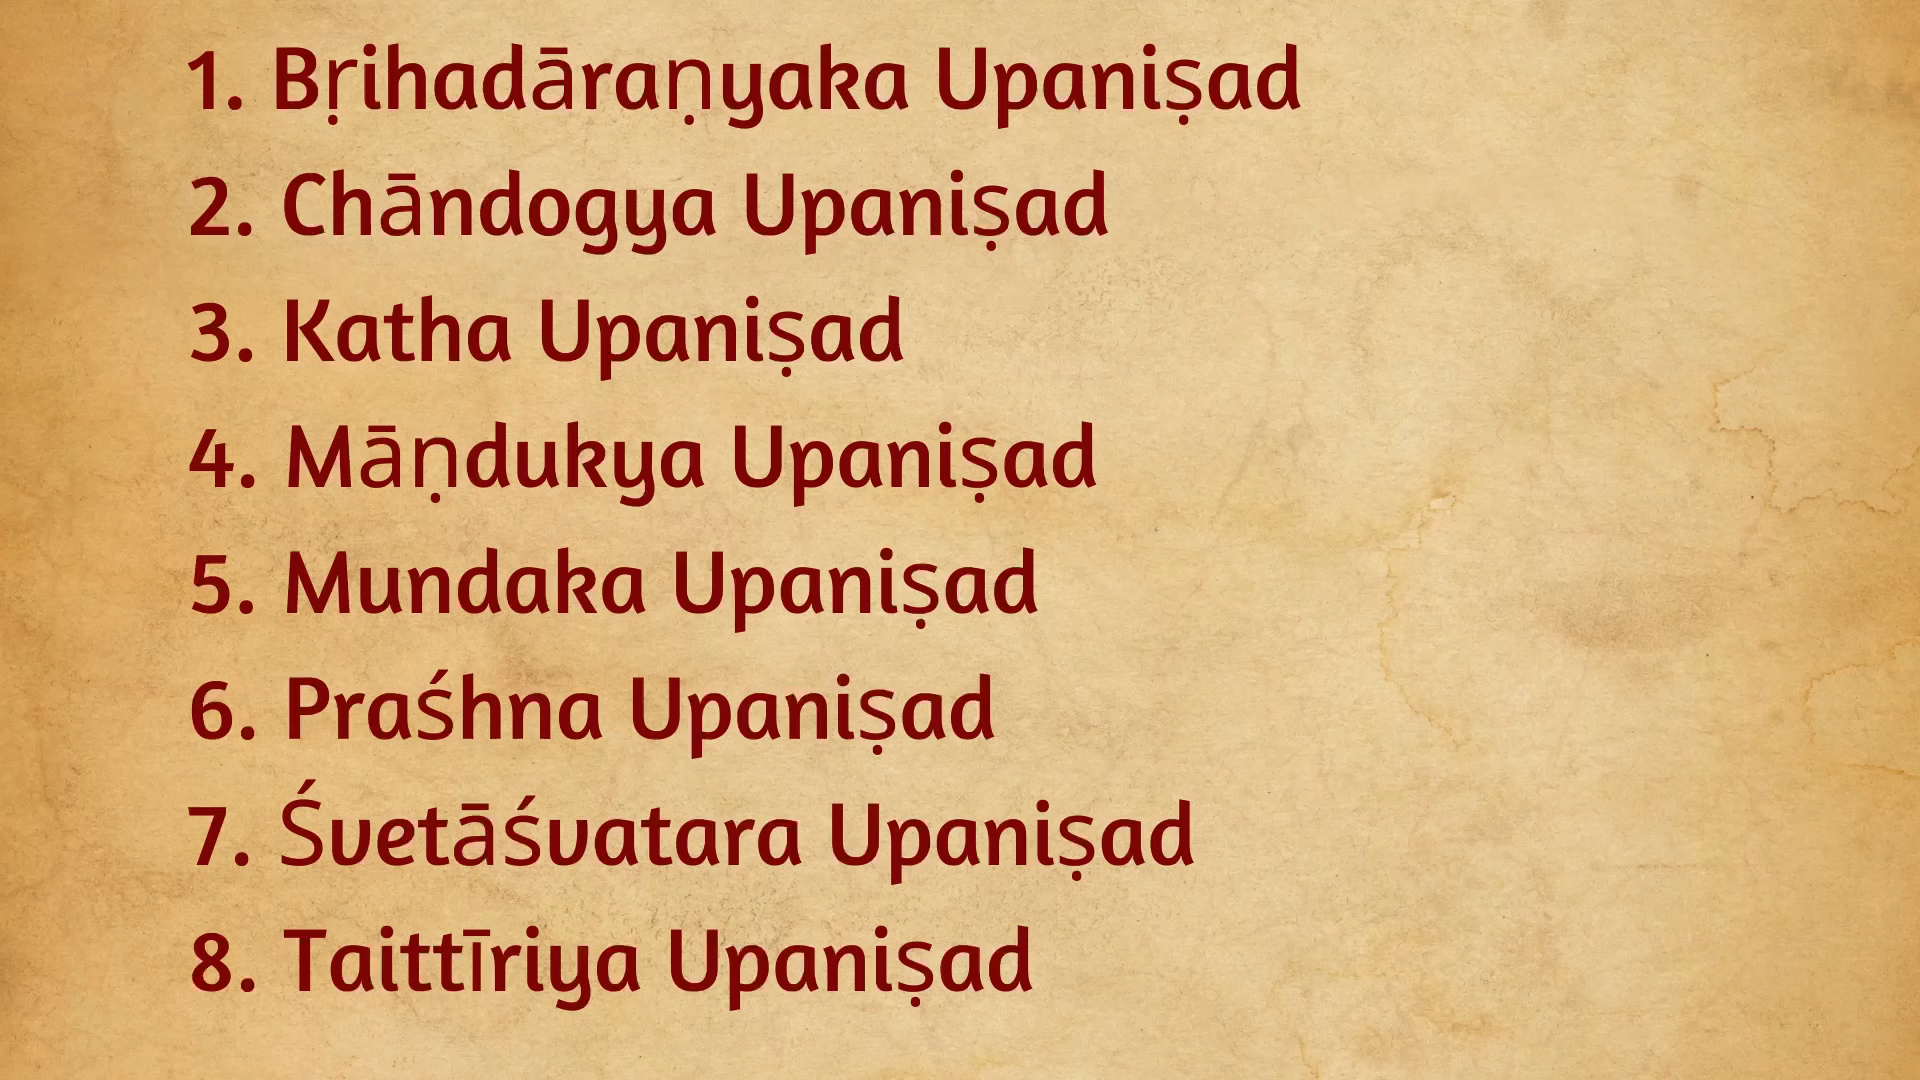 1. Bṛihadāraṇyaka Upaniṣad
2. Chāndogya Upaniṣad
3. Katha Upaniṣad
4. Māṇdukya Upaniṣad
5. Mundaka Upaniṣad
6. Praśhna Upaniṣad
7. Śvetāśvatara Upaniṣad
8. Taittīriya Upaniṣad